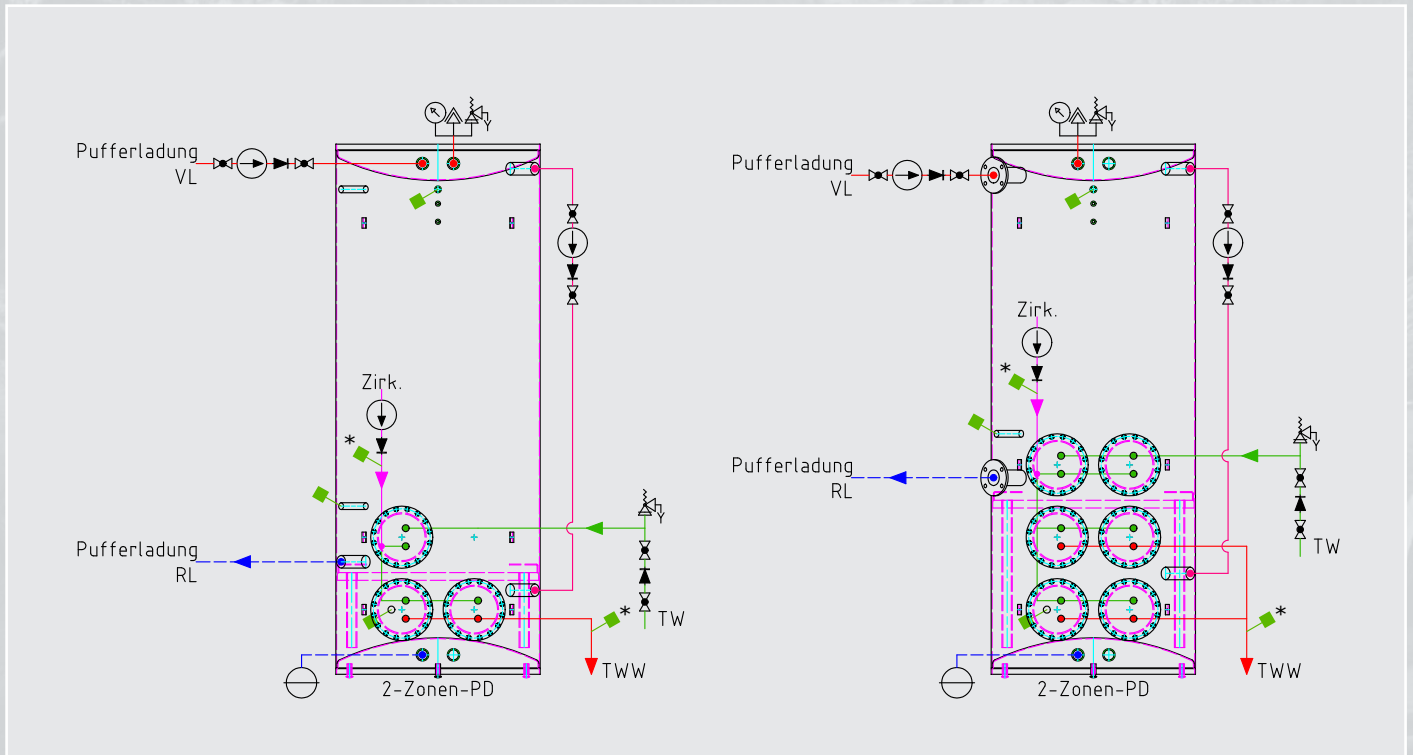 Pufferladung
VL
Zirk.
*
Pufferladung
RL
TW
*
TWW
2-Zonen-PD
Pufferladung
VL
Zirk.
*
Pufferladung
RL
TW
*
TWW
2-Zonen-PD